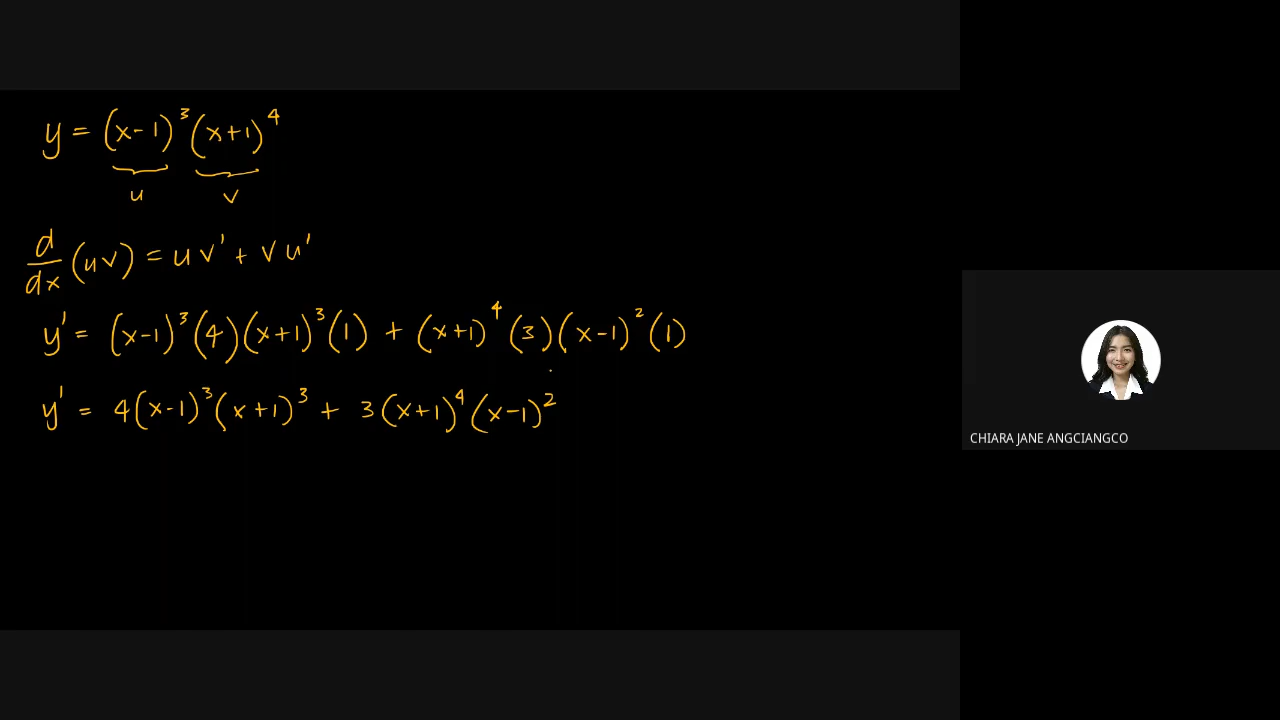 y = (x-1)³(x+1)⁴
u v
d/dx (uv) = uv' + vu'
y' = (x-1)³(4)(x+1)³(1) + (x+1)⁴(3)(x-1)²(1)
y' = 4(x-1)³(x+1)³ + 3(x+1)⁴(x-1)²
CHIARA JANE ANGCIANGCO